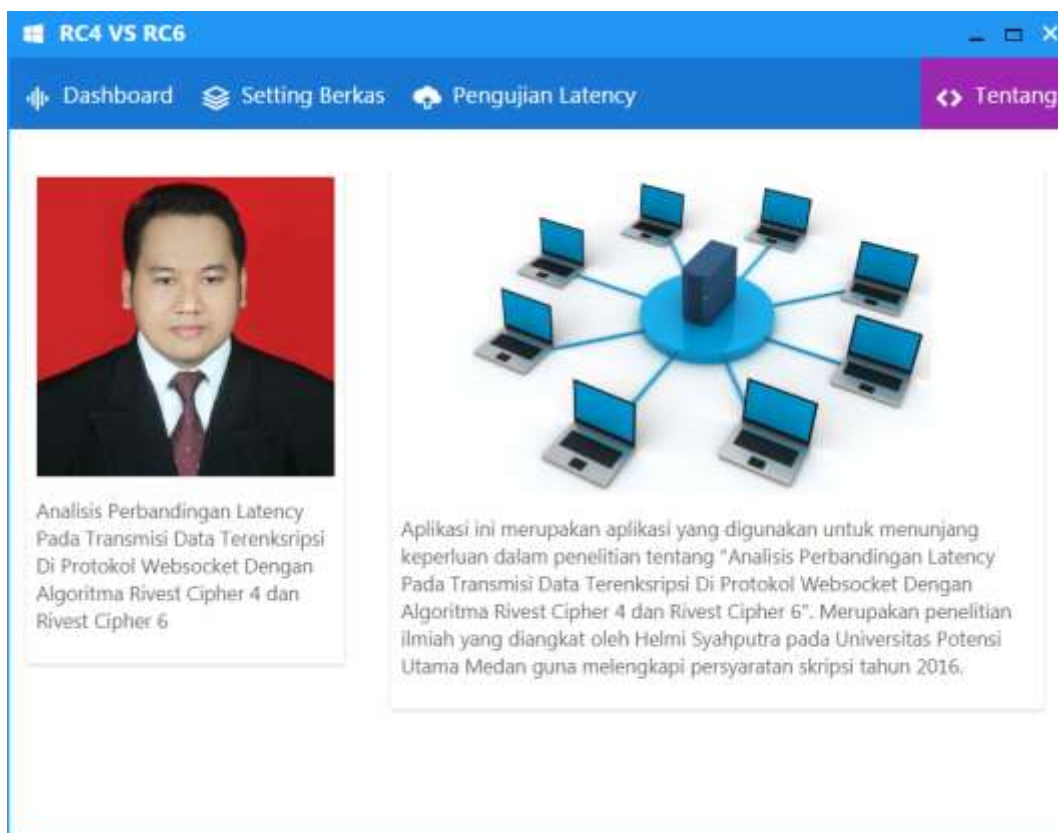 RC4 VS RC6
Dashboard
Setting Berkas
Pengujian Latency
Tentang
Analisis Perbandingan Latency
Pada Transmisi Data Terenksripsi
Di Protokol Websocket Dengan
Algoritma Rivest Cipher 4 dan
Rivest Cipher 6
Aplikasi ini merupakan aplikasi yang digunakan untuk menunjang
keperluan dalam penelitian tentang "Analisis Perbandingan Latency
Pada Transmisi Data Terenksripsi Di Protokol Websocket Dengan
Algoritma Rivest Cipher 4 dan Rivest Cipher 6". Merupakan penelitian
ilmiah yang diangkat oleh Helmi Syahputra pada Universitas Potensi
Utama Medan guna melengkapi persyaratan skripsi tahun 2016.